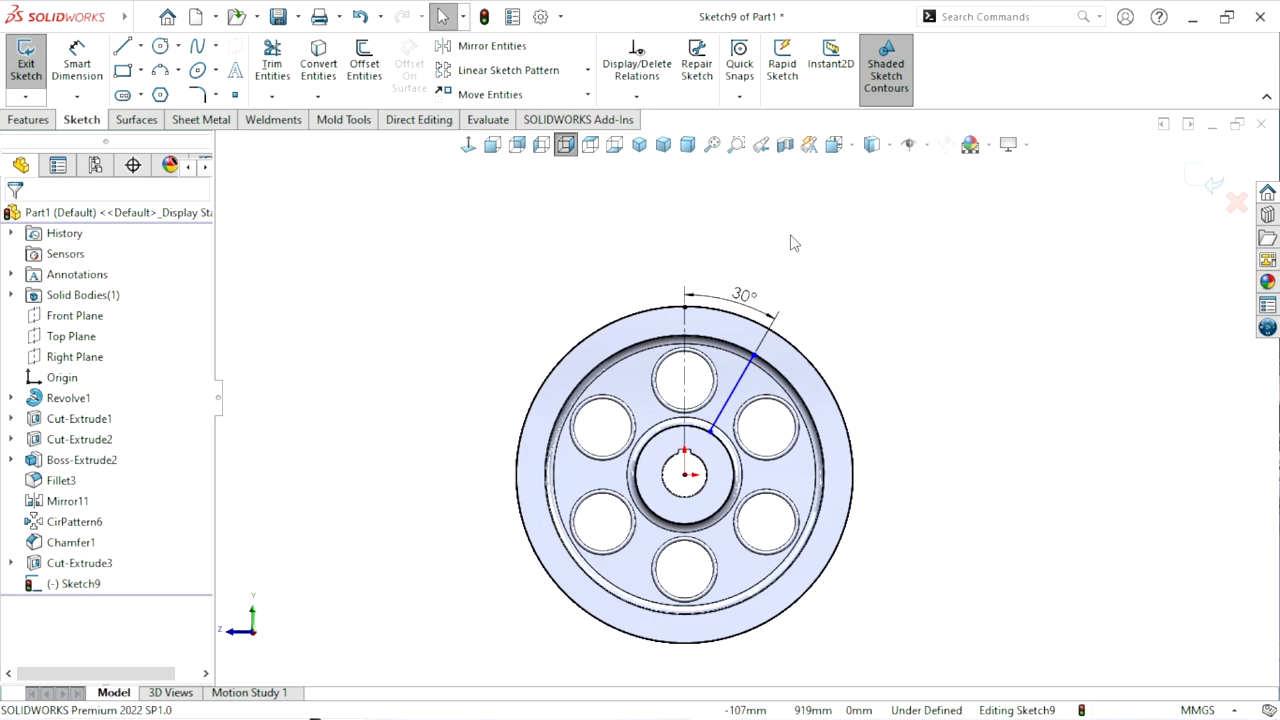 SOLIDWORKS
Sketch9 of Part1 *
Search Commands
Exit Sketch
Smart Dimension
Trim Entities
Convert Entities
Offset Entities
Offset On Surface
Mirror Entities
Linear Sketch Pattern
Move Entities
Display/Delete Relations
Repair Sketch
Quick Snaps
Rapid Sketch
Instant2D
Shaded Sketch Contours
Features
Sketch
Surfaces
Sheet Metal
Weldments
Mold Tools
Direct Editing
Evaluate
SOLIDWORKS Add-Ins
Part1 (Default) <<Default>_Display Sta
History
Sensors
Annotations
Solid Bodies(1)
Front Plane
Top Plane
Right Plane
Origin
Revolve1
Cut-Extrude1
Cut-Extrude2
Boss-Extrude2
Fillet3
Mirror11
CirPattern6
Chamfer1
Cut-Extrude3
(-) Sketch9
30°
Y
Z
Model
3D Views
Motion Study 1
SOLIDWORKS Premium 2022 SP1.0
-107mm
919mm
0mm
Under Defined
Editing Sketch9
MMGS